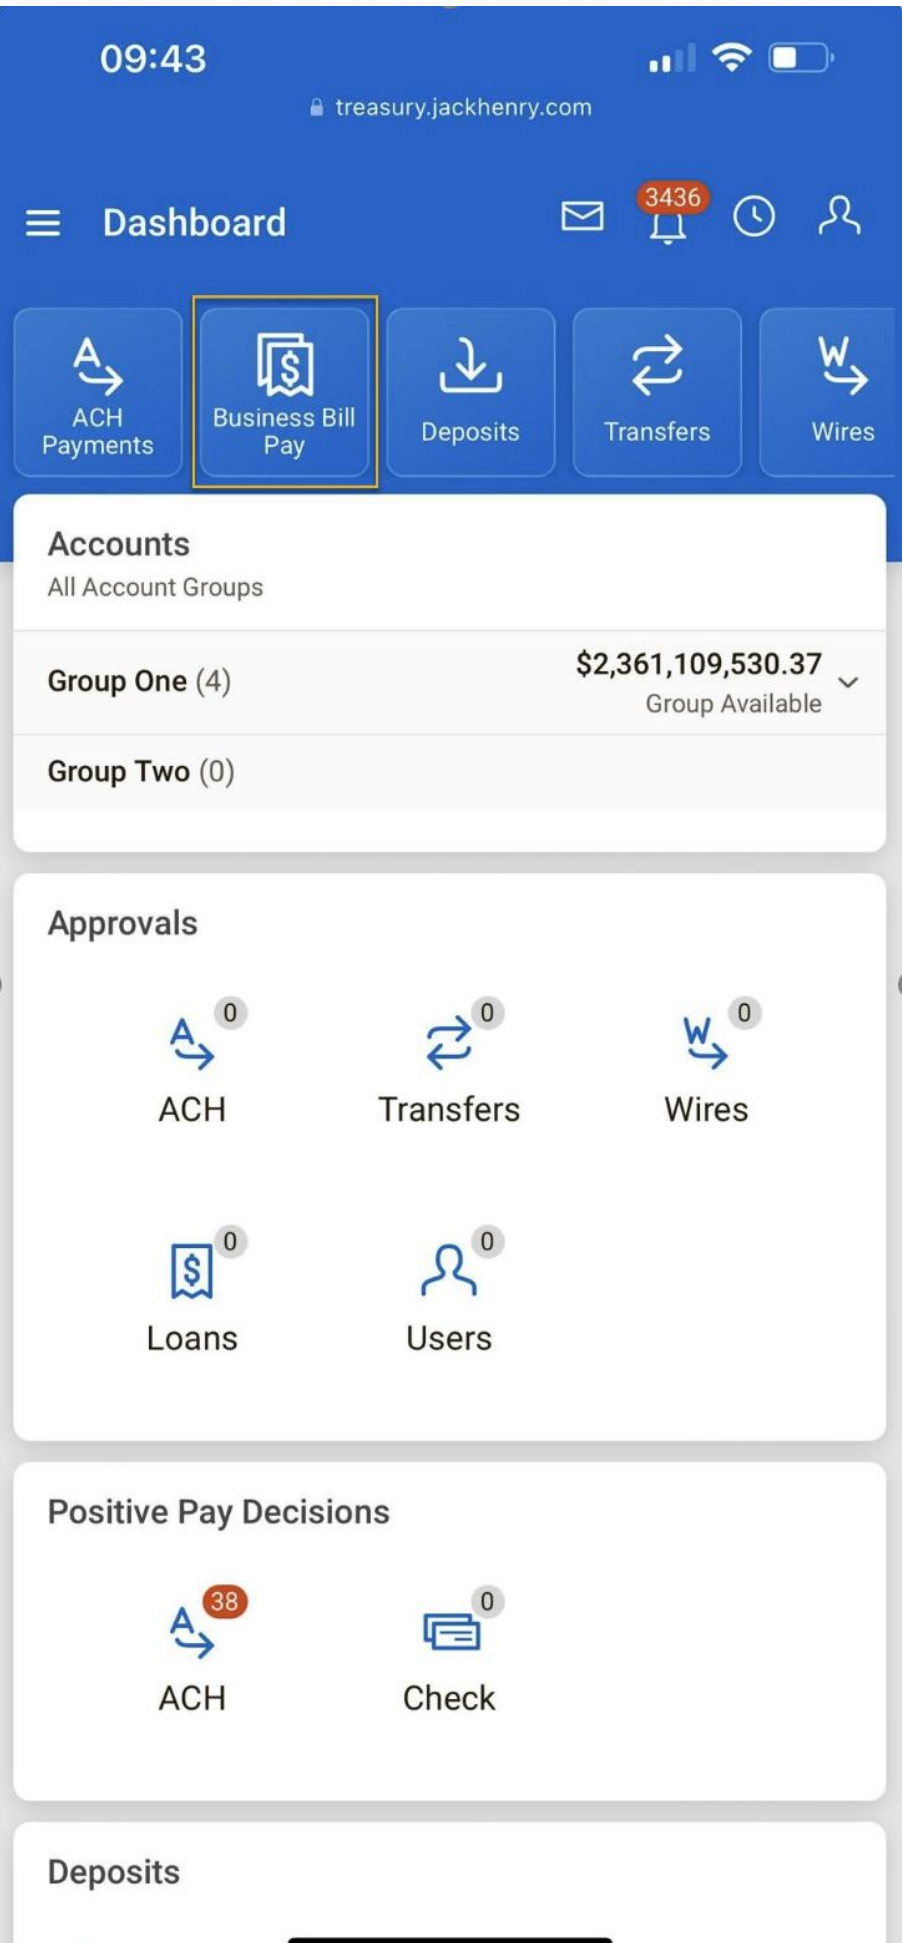 09:43
treasury.jackhenry.com
Dashboard
3436
ACH
Payments
Business Bill
Pay
Deposits
Transfers
Wires
Accounts
All Account Groups
Group One (4)
$2,361,109,530.37
Group Available
Group Two (0)
Approvals
0
0
0
ACH
Transfers
Wires
0
0
Loans
Users
Positive Pay Decisions
38
0
ACH
Check
Deposits